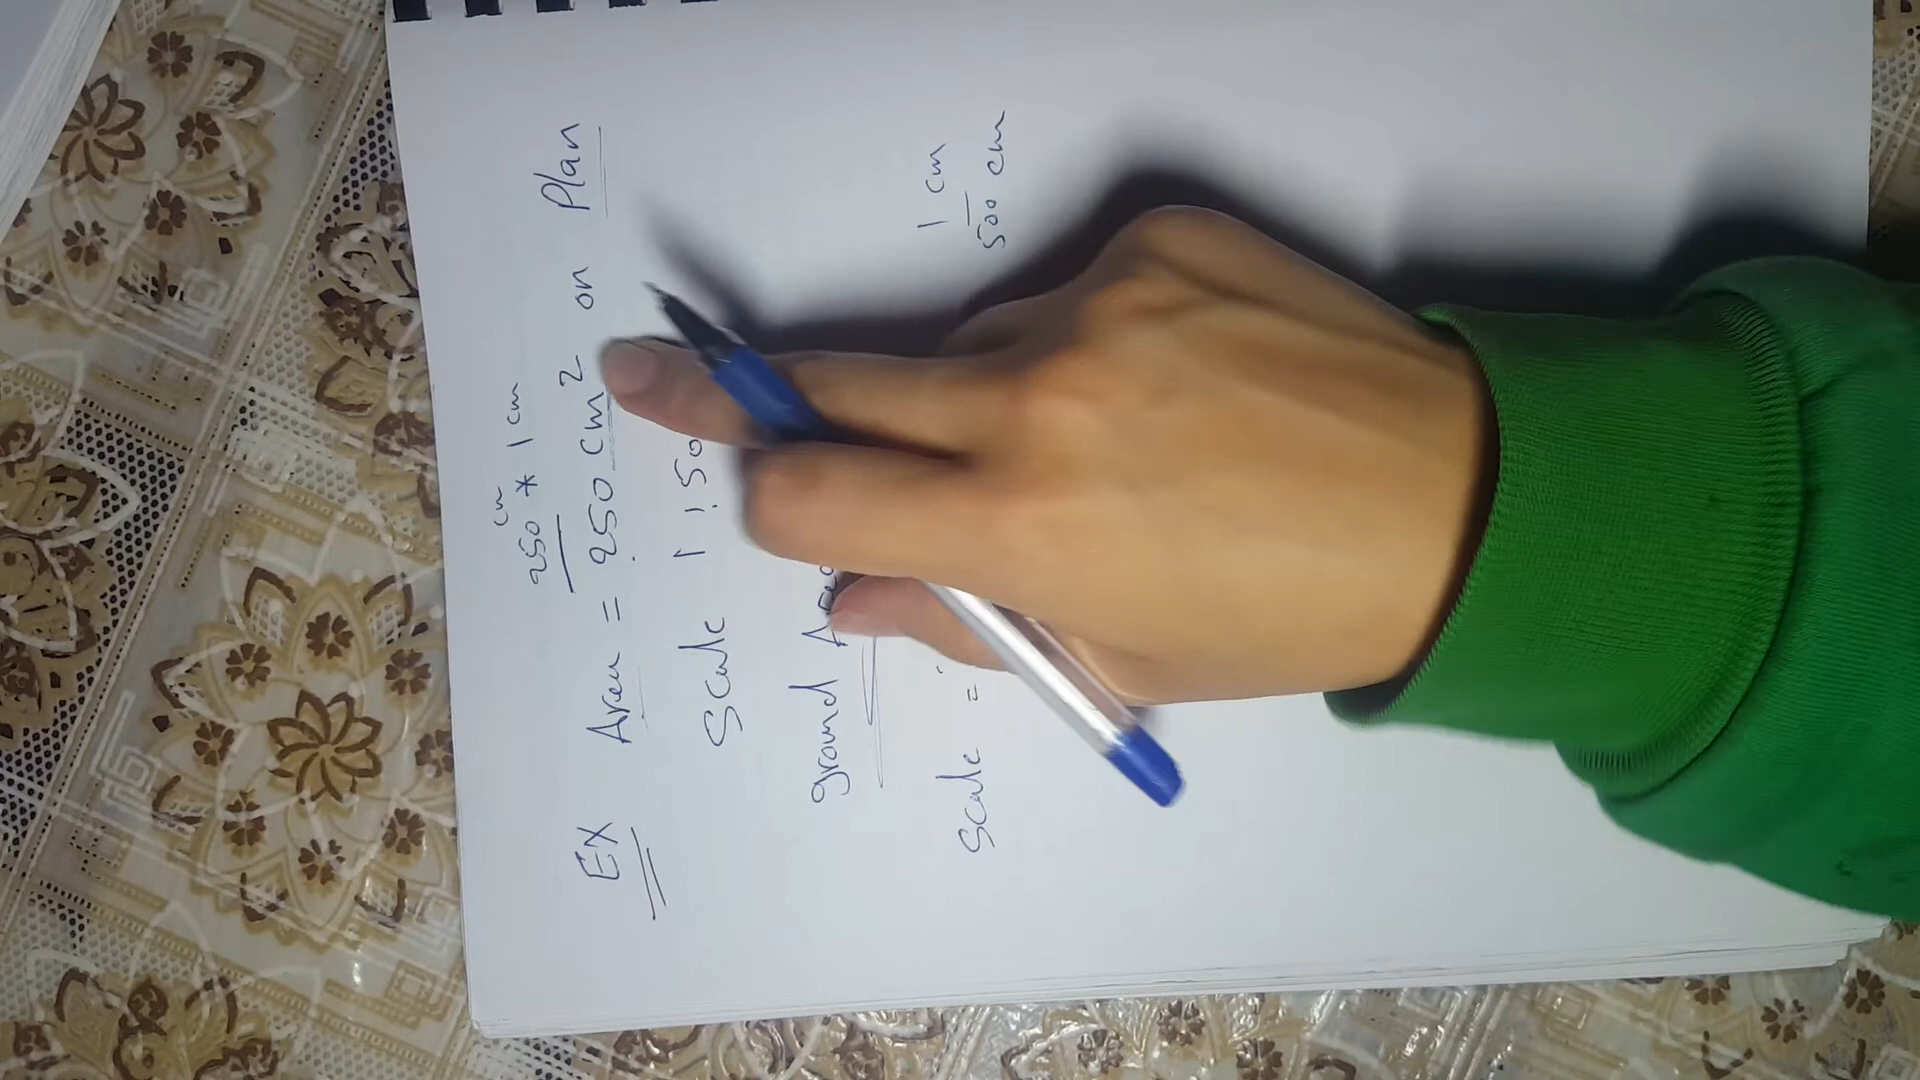 250 cm * 1 cm
EX Area = 250 cm² on Plan
Scale 1:50
ground Area
1 cm
Scale =
500 cm